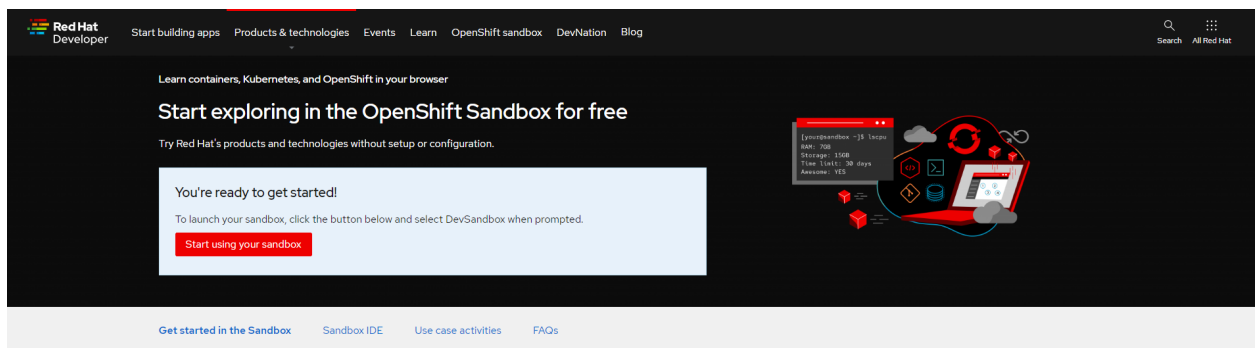 Red Hat
Developer
Start building apps Products & technologies Events Learn OpenShift sandbox DevNation Blog
Search All Red Hat
Learn containers, Kubernetes, and OpenShift in your browser
Start exploring in the OpenShift Sandbox for free
Try Red Hat's products and technologies without setup or configuration.
You're ready to get started!
To launch your sandbox, click the button below and select DevSandbox when prompted.
Start using your sandbox
[your@sandbox ~]$ lscpu
RAM: 7GB
Storage: 15GB
Time limit: 30 days
Awesome: YES
Get started in the Sandbox Sandbox IDE Use case activities FAQs